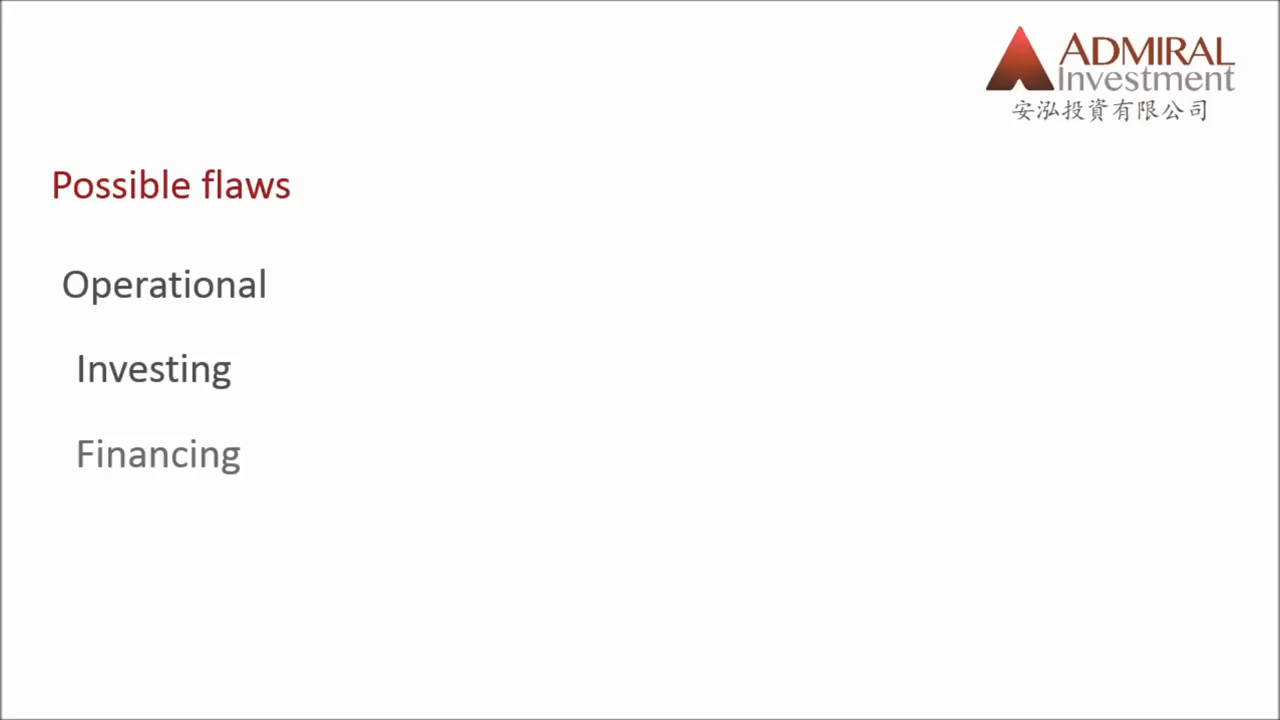 ADMIRAL
Investment
安泓投資有限公司
Possible flaws
Operational
Investing
Financing